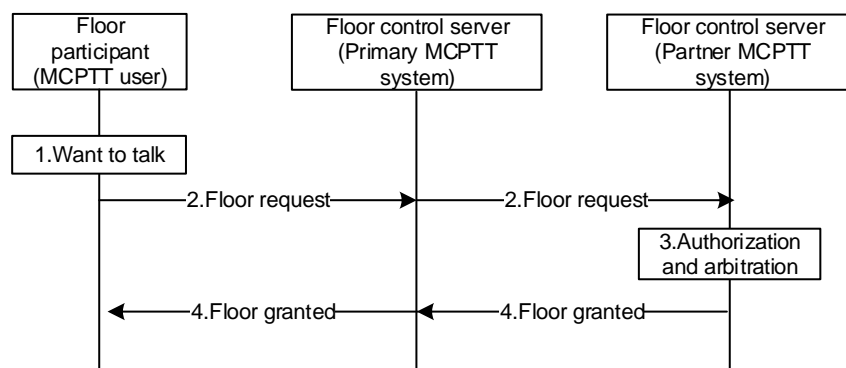 Floor
participant
(MCPTT user)
Floor control server
(Primary MCPTT
system)
Floor control server
(Partner MCPTT
system)
1.Want to talk
2.Floor request
2.Floor request
3.Authorization
and arbitration
4.Floor granted
4.Floor granted